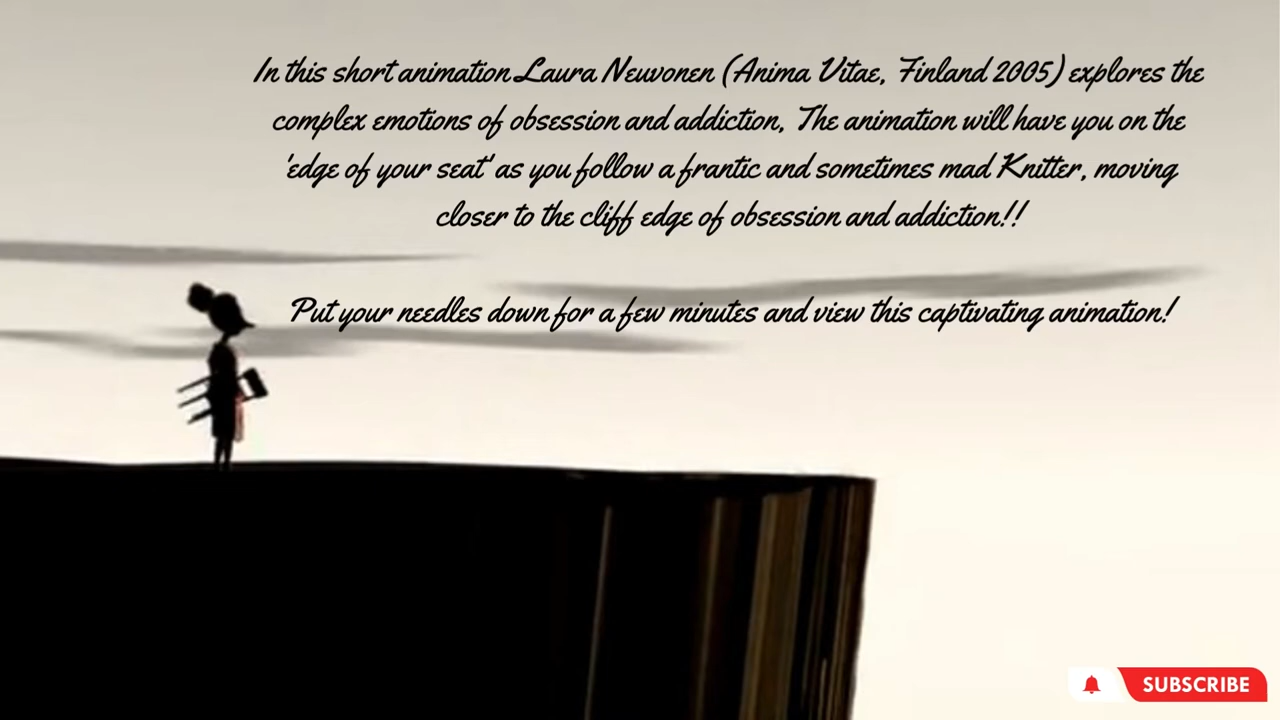 In this short animation Laura Neuvonen (Anima Vitae, Finland 2005) explores the
complex emotions of obsession and addiction, The animation will have you on the
'edge of your seat' as you follow a frantic and sometimes mad Knitter, moving
closer to the cliff edge of obsession and addiction!!
Put your needles down for a few minutes and view this captivating animation!
SUBSCRIBE